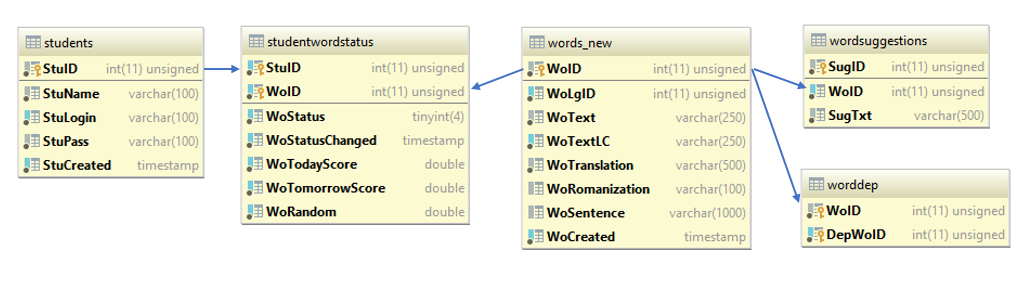 students
StuID int(11) unsigned
StuName varchar(100)
StuLogin varchar(100)
StuPass varchar(100)
StuCreated timestamp
studentwordstatus
StuID int(11) unsigned
WoID int(11) unsigned
WoStatus tinyint(4)
WoStatusChanged timestamp
WoTodayScore double
WoTomorrowScore double
WoRandom double
words_new
WoID int(11) unsigned
WoLgID int(11) unsigned
WoText varchar(250)
WoTextLC varchar(250)
WoTranslation varchar(500)
WoRomanization varchar(100)
WoSentence varchar(1000)
WoCreated timestamp
wordsuggestions
SugID int(11) unsigned
WoID int(11) unsigned
SugTxt varchar(500)
worddep
WoID int(11) unsigned
DepWoID int(11) unsigned